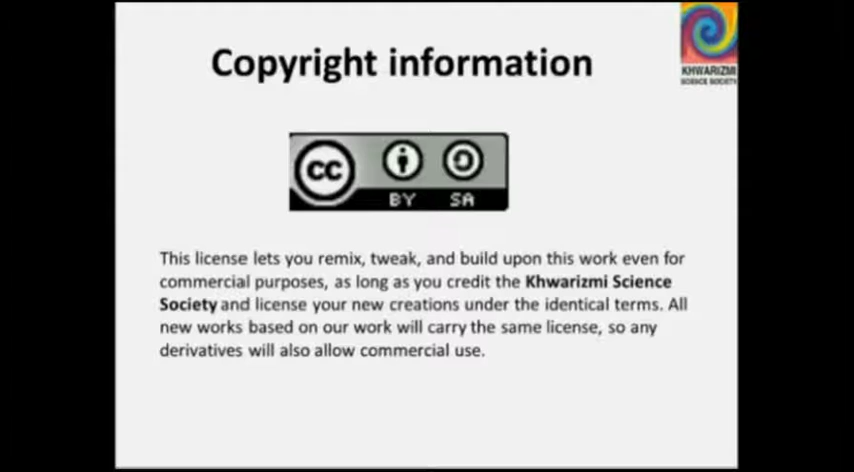 Copyright information
KHWARIZMI
SCIENCE SOCIETY
CC
BY SA
This license lets you remix, tweak, and build upon this work even for
commercial purposes, as long as you credit the Khwarizmi Science
Society and license your new creations under the identical terms. All
new works based on our work will carry the same license, so any
derivatives will also allow commercial use.